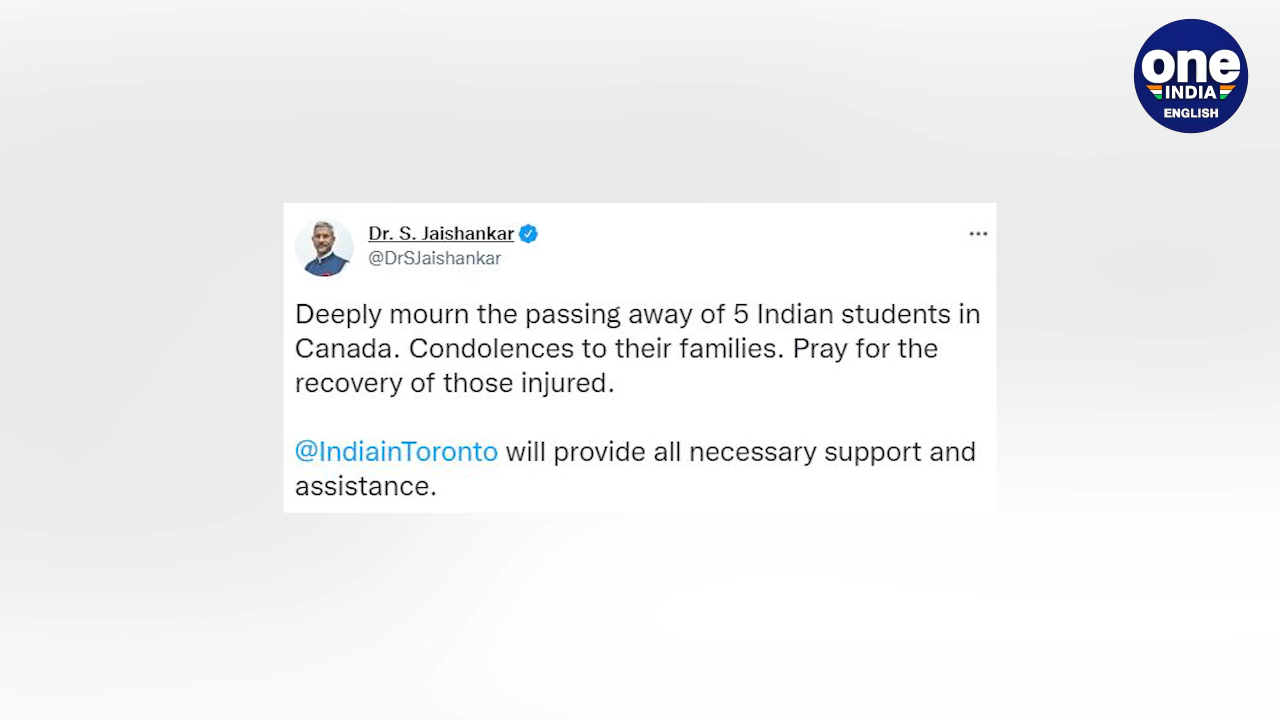 one
INDIA
ENGLISH
Dr. S. Jaishankar
@DrSJaishankar
Deeply mourn the passing away of 5 Indian students in
Canada. Condolences to their families. Pray for the
recovery of those injured.
@IndiainToronto will provide all necessary support and
assistance.